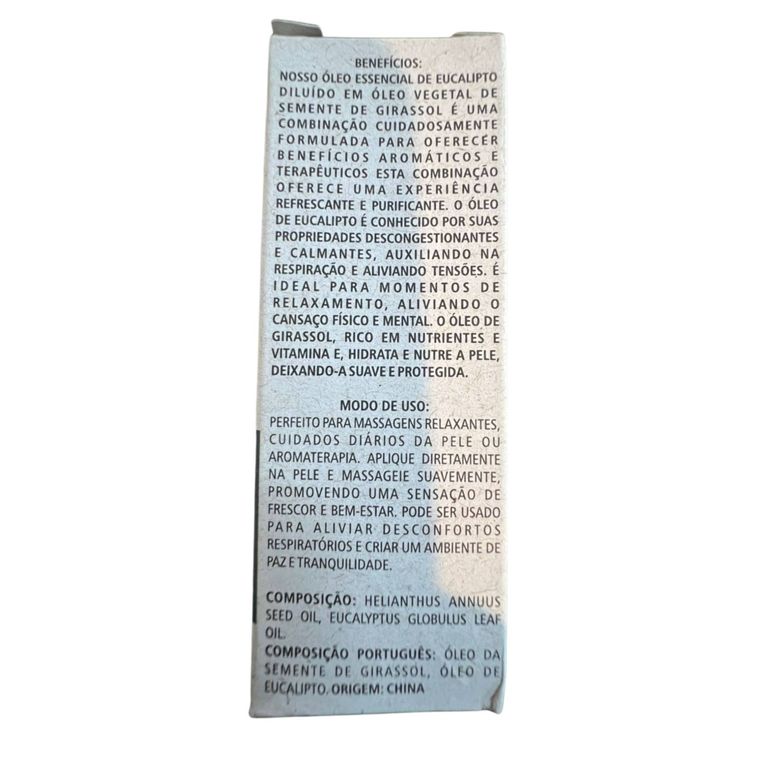 BENEFÍCIOS:
NOSSO ÓLEO ESSENCIAL DE EUCALIPTO
DILUÍDO EM ÓLEO VEGETAL DE
SEMENTE DE GIRASSOL É UMA
COMBINAÇÃO CUIDADOSAMENTE
FORMULADA PARA OFERECER
BENEFÍCIOS AROMÁTICOS E
TERAPÊUTICOS ESTA COMBINAÇÃO
OFERECE UMA EXPERIÊNCIA
REFRESCANTE E PURIFICANTE. O ÓLEO
DE EUCALIPTO É CONHECIDO POR SUAS
PROPRIEDADES DESCONGESTIONANTES
E CALMANTES, AUXILIANDO NA
RESPIRAÇÃO E ALIVIANDO TENSÕES. É
IDEAL PARA MOMENTOS DE
RELAXAMENTO, ALIVIANDO O
CANSAÇO FÍSICO E MENTAL. O ÓLEO DE
GIRASSOL, RICO EM NUTRIENTES E
VITAMINA E, HIDRATA E NUTRE A PELE,
DEIXANDO-A SUAVE E PROTEGIDA.
MODO DE USO:
PERFEITO PARA MASSAGENS RELAXANTES,
CUIDADOS DIÁRIOS DA PELE OU
AROMATERAPIA. APLIQUE DIRETAMENTE
NA PELE E MASSAGEIE SUAVEMENTE,
PROMOVENDO UMA SENSAÇÃO DE
FRESCOR E BEM-ESTAR. PODE SER USADO
PARA ALIVIAR DESCONFORTOS
RESPIRATÓRIOS E CRIAR UM AMBIENTE DE
PAZ E TRANQUILIDADE.
COMPOSIÇÃO: HELIANTHUS ANNUUS
SEED OIL, EUCALYPTUS GLOBULUS LEAF
OIL.
COMPOSIÇÃO PORTUGUÊS: ÓLEO DA
SEMENTE DE GIRASSOL, ÓLEO DE
EUCALIPTO. ORIGEM: CHINA